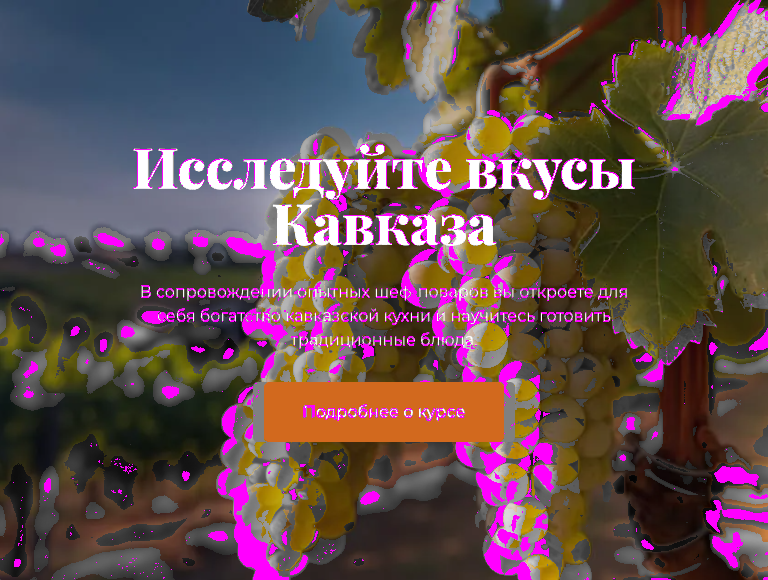 Исследуйте вкусы
Кавказа
В сопровождении опытных шеф-поваров вы откроете для
себя богатство кавказской кухни и научитесь готовить
традиционные блюда.
Подробнее о курсе